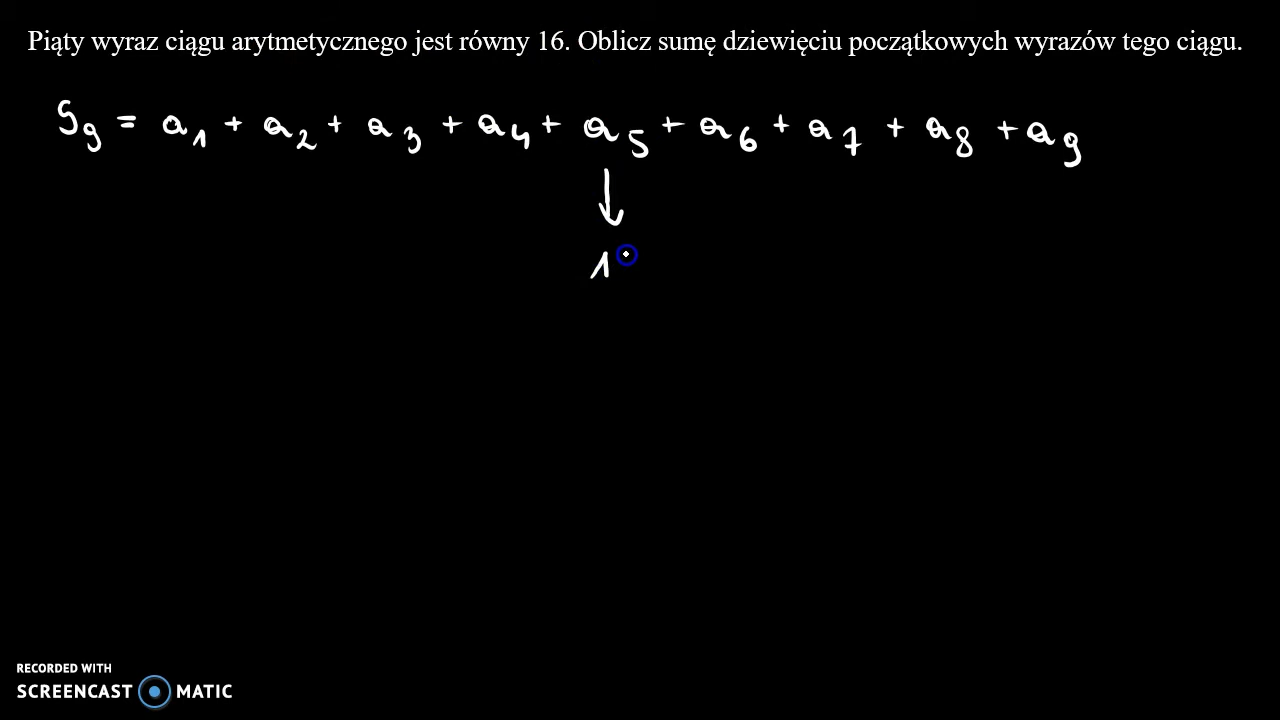 Piąty wyraz ciągu arytmetycznego jest równy 16. Oblicz sumę dziewięciu początkowych wyrazów tego ciągu.
S₉ = a₁ + a₂ + a₃ + a₄ + a₅ + a₆ + a₇ + a₈ + a₉
↓
1
RECORDED WITH
SCREENCAST MATIC